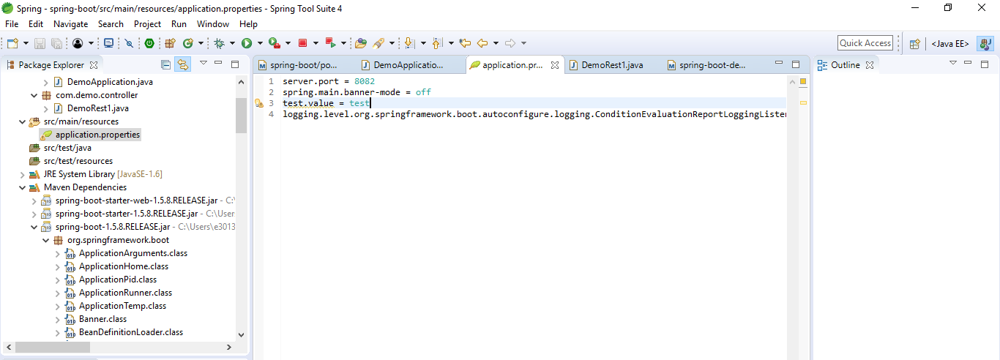 Spring - spring-boot/src/main/resources/application.properties - Spring Tool Suite 4
File Edit Navigate Search Project Run Window Help
Quick Access
<Java EE>
Package Explorer
DemoApplication.java
com.demo.controller
DemoRest1.java
src/main/resources
application.properties
src/test/java
src/test/resources
JRE System Library [JavaSE-1.6]
Maven Dependencies
spring-boot-starter-web-1.5.8.RELEASE.jar - C:\
spring-boot-starter-1.5.8.RELEASE.jar - C:\User
spring-boot-1.5.8.RELEASE.jar - C:\Users\e3013
org.springframework.boot
ApplicationArguments.class
ApplicationHome.class
ApplicationPid.class
ApplicationRunner.class
ApplicationTemp.class
Banner.class
BeanDefinitionLoader.class
spring-boot/po... DemoApplicatio... application.pr... DemoRest1.java spring-boot-de...
1 server.port = 8082
2 spring.main.banner-mode = off
3 test.value = test
4 logging.level.org.springframework.boot.autoconfigure.logging.ConditionEvaluationReportLoggingListen
Outline